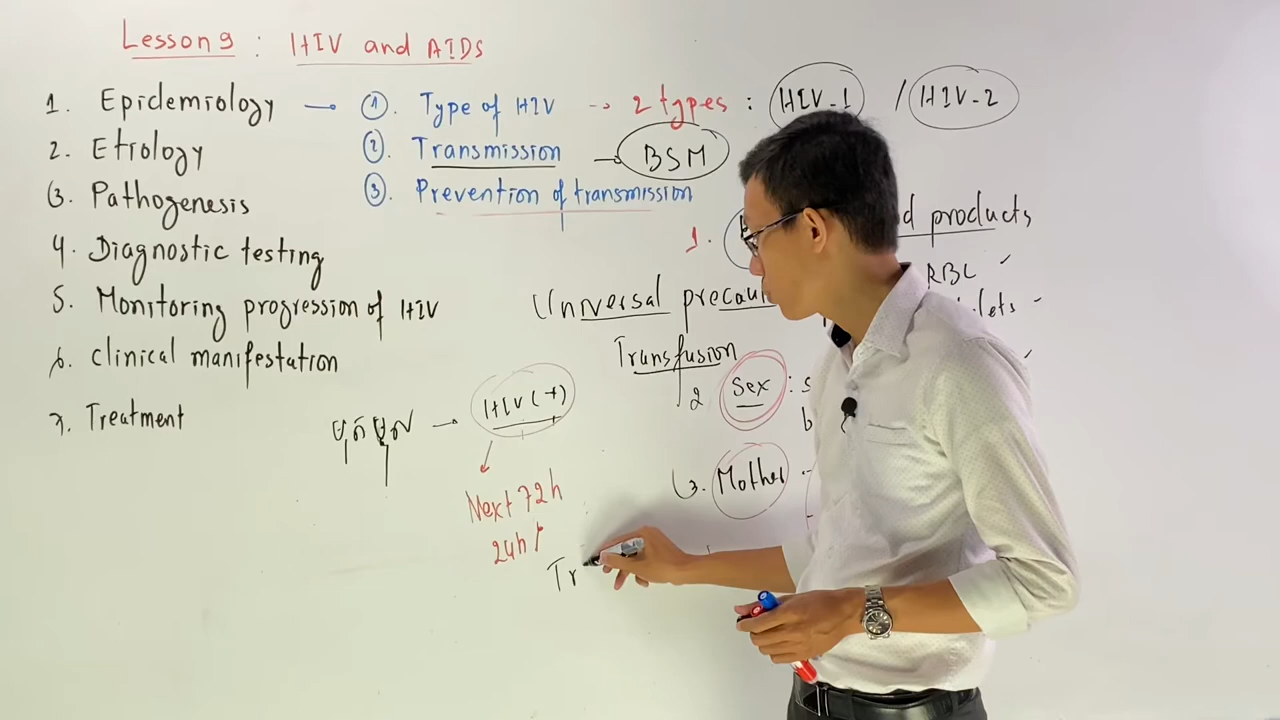 Lesson 9 : HIV and AIDS
1. Epidemiology → ①. Type of HIV → 2 types : HIV-1 / HIV-2
2. Etiology ②. Transmission → BSM
3. Pathogenesis ③. Prevention of transmission
4. Diagnostic testing
5. Monitoring progression of HIV
6. Clinical manifestation
7. Treatment
1. d products
RBC ✓
lets
Universal precau
Transfusion
2 Sex : s
b
3. Mother
HIV (+)
Next 72h
24h
Tr